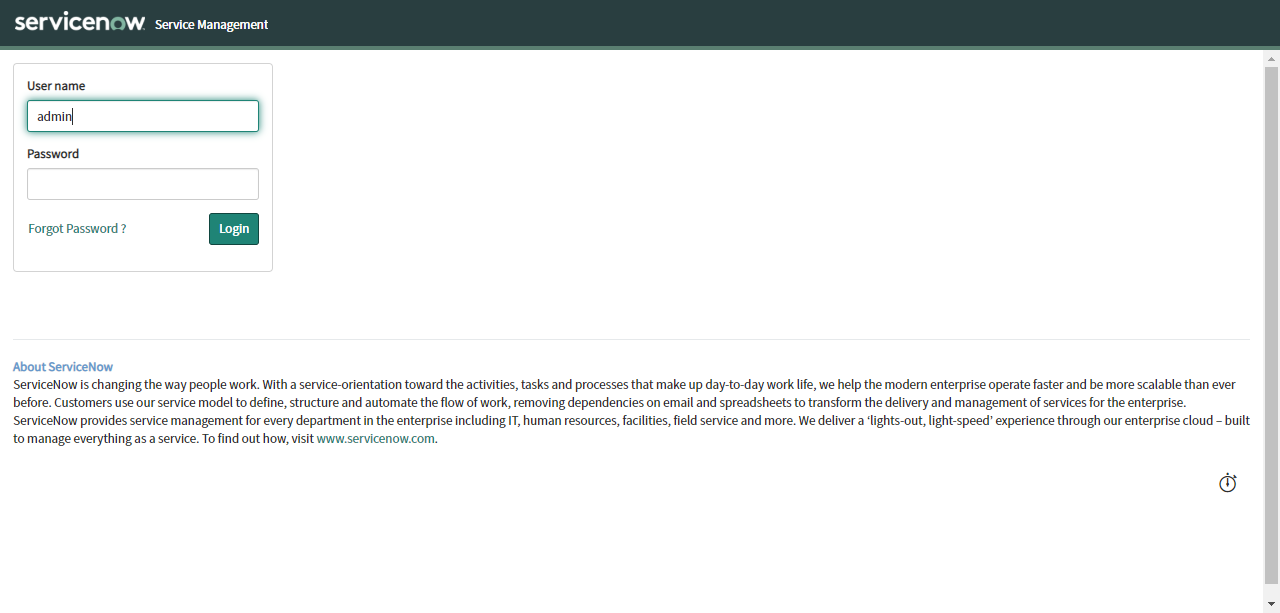 servicenow Service Management
User name
admin
Password
Forgot Password ?
Login
About ServiceNow
ServiceNow is changing the way people work. With a service-orientation toward the activities, tasks and processes that make up day-to-day work life, we help the modern enterprise operate faster and be more scalable than ever
before. Customers use our service model to define, structure and automate the flow of work, removing dependencies on email and spreadsheets to transform the delivery and management of services for the enterprise.
ServiceNow provides service management for every department in the enterprise including IT, human resources, facilities, field service and more. We deliver a ‘lights-out, light-speed’ experience through our enterprise cloud – built
to manage everything as a service. To find out how, visit www.servicenow.com.